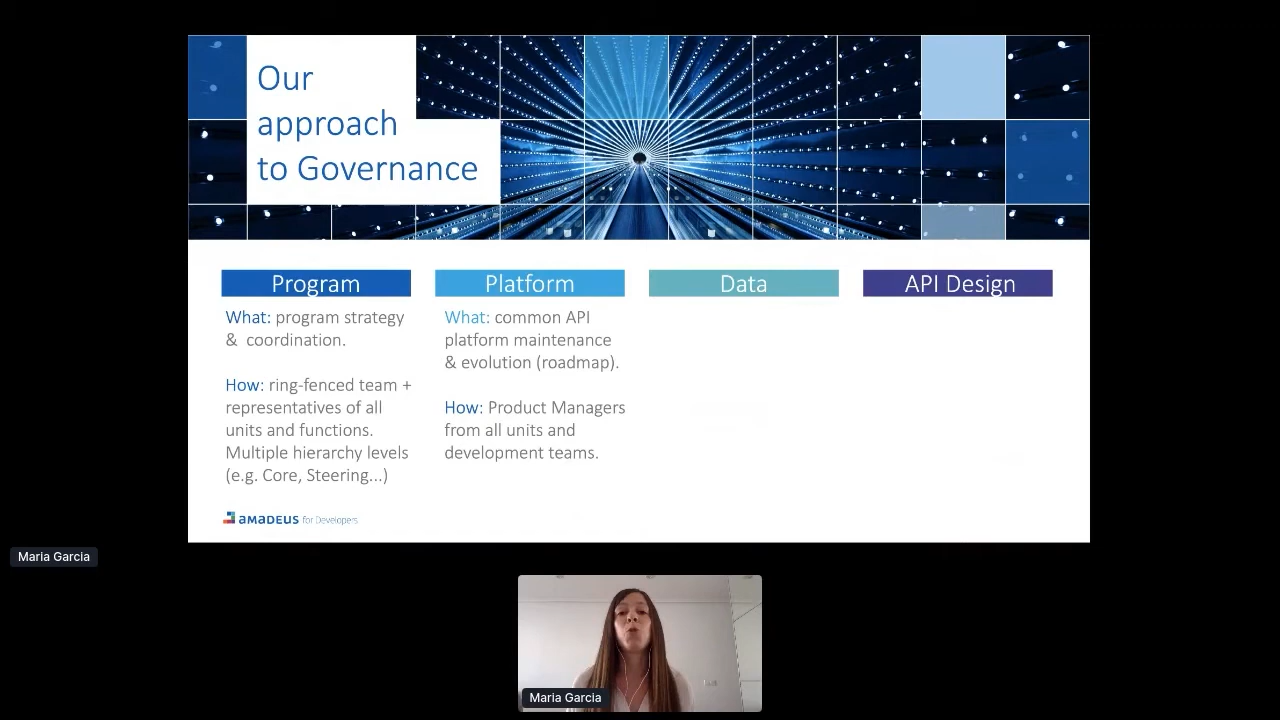 Our
approach
to Governance
Program
What: program strategy
& coordination.
How: ring-fenced team +
representatives of all
units and functions.
Multiple hierarchy levels
(e.g. Core, Steering...)
Platform
What: common API
platform maintenance
& evolution (roadmap).
How: Product Managers
from all units and
development teams.
Data
API Design
amadeus for Developers
Maria Garcia
Maria Garcia